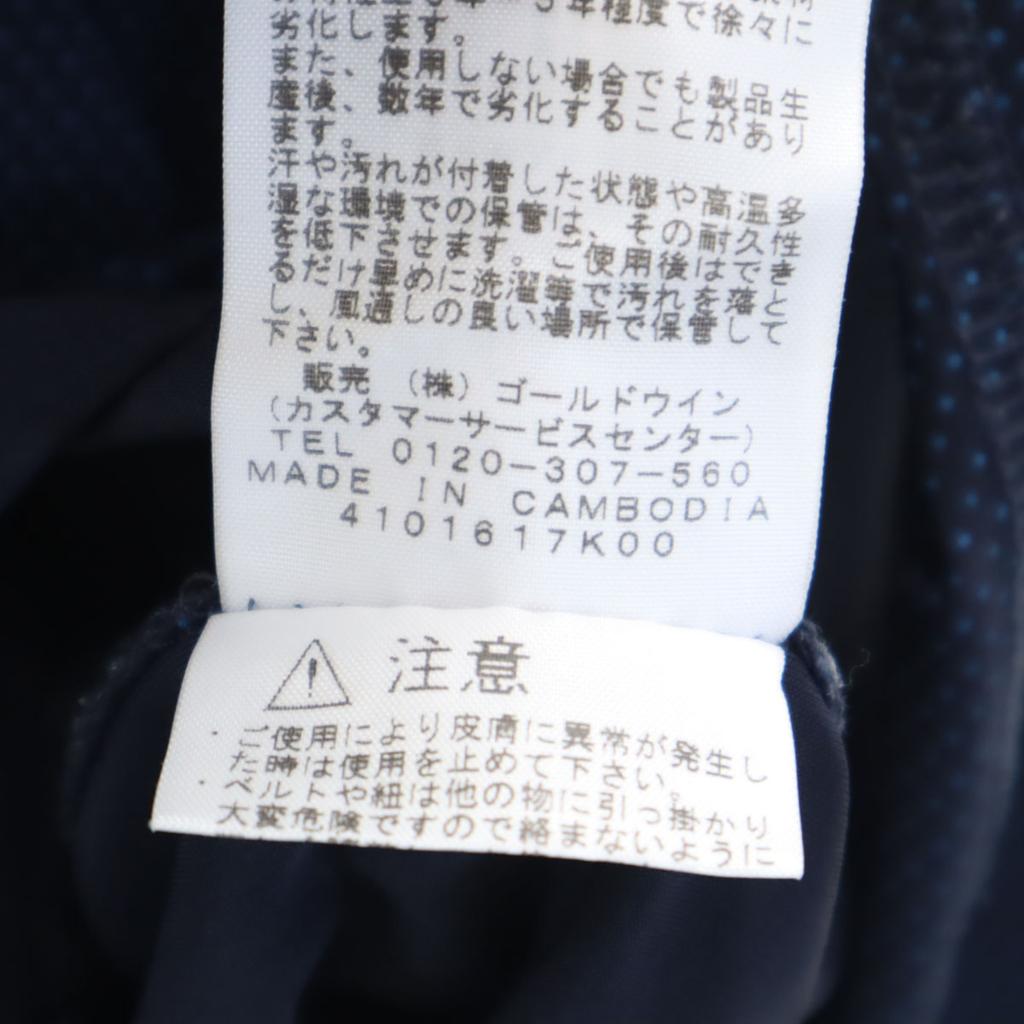 年程度で徐々に
劣化します。
また、使用しない場合でも製品生
産後、数年で劣化することがあり
ます。
汗や汚れが付着した状態や高温多
湿な環境での保管は、その耐久性
を低下させます。ご使用後はできと
るだけ早めに洗濯等で汚れを落と
し、風通しの良い場所で保管して
下さい。
販売 (株) ゴールドウイン
(カスタマーサービスセンター)
TEL 0120-307-560
MADE IN CAMBODIA
4101617K00
注意
・ご使用により皮膚に異常が発生し
た時は使用を止めて下さい。
・ベルトや紐は他の物に引っ掛かり
大変危険ですので絡まないように